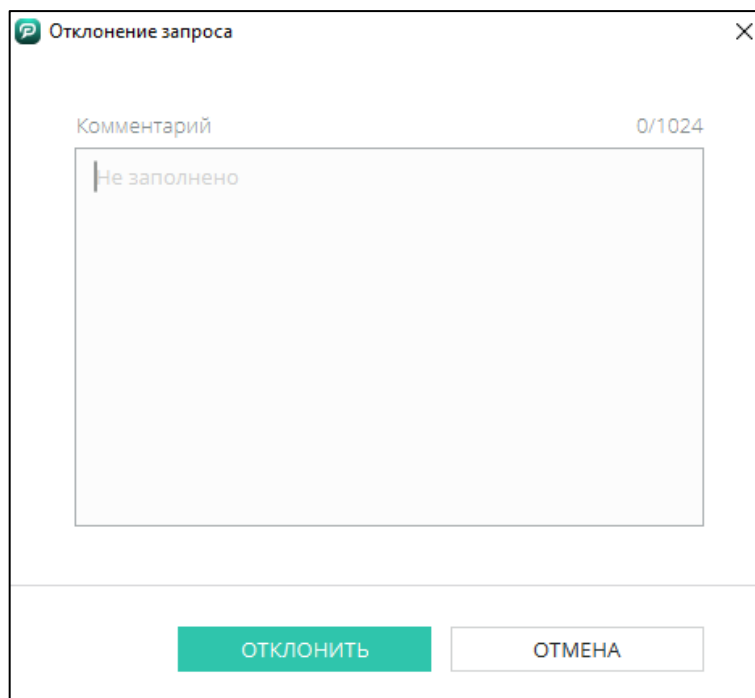 Отклонение запроса
Комментарий 0/1024
Не заполнено
ОТКЛОНИТЬ ОТМЕНА